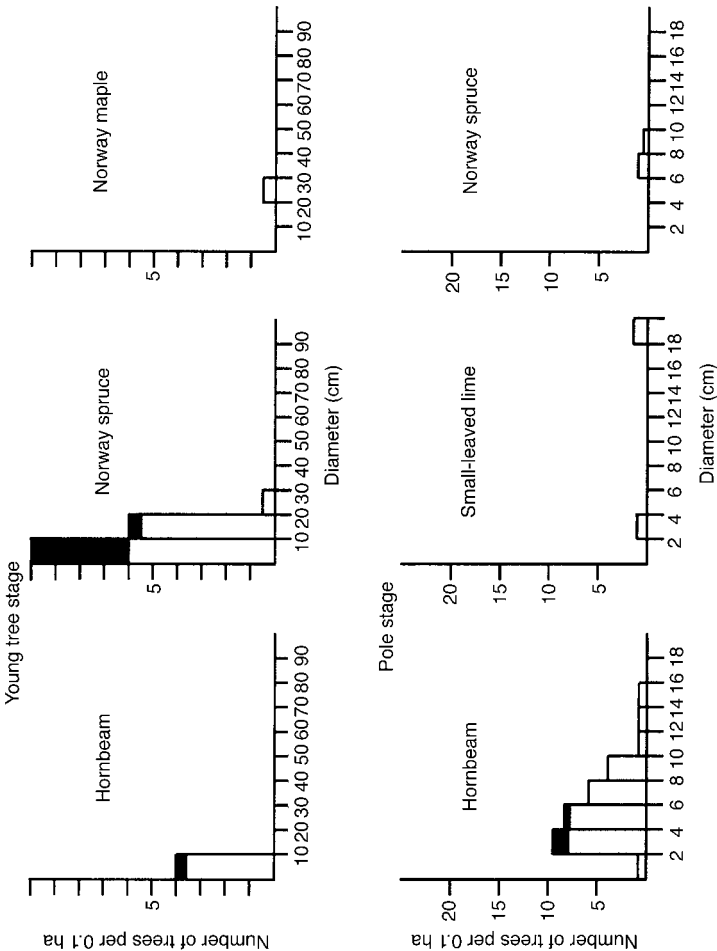 Young tree stage
Number of trees per 0.1 ha
Hornbeam
5
10 20 30 40 50 60 70 80 90
Norway spruce
5
10 20 30 40 50 60 70 80 90
Diameter (cm)
Norway maple
5
10 20 30 40 50 60 70 80 90
Pole stage
Number of trees per 0.1 ha
Hornbeam
20
15
10
5
2 4 6 8 10 12 14 16 18
Small-leaved lime
20
15
10
5
2 4 6 8 10 12 14 16 18
Diameter (cm)
Norway spruce
20
15
10
5
2 4 6 8 10 12 14 16 18